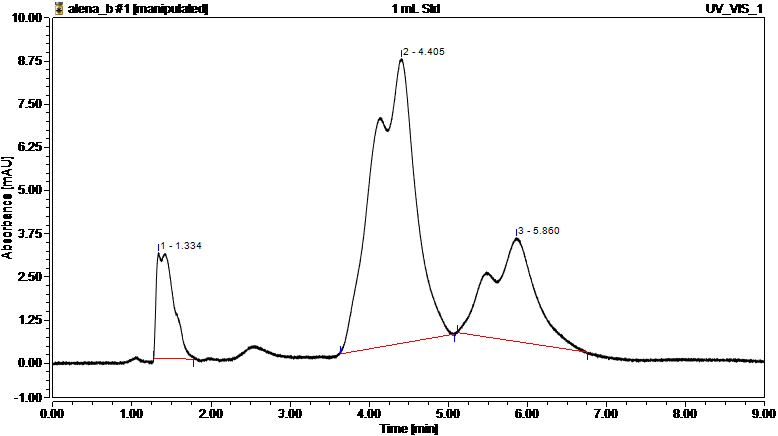 alena_b #1 [manipulated] 1 mL Std UV_VIS_1
Absorbance [mAU]
10.00
8.75
7.50
6.25
5.00
3.75
2.50
1.25
0.00
-1.00
1 - 1.334
2 - 4.405
3 - 5.860
0.00 1.00 2.00 3.00 4.00 5.00 6.00 7.00 8.00 9.00
Time [min]